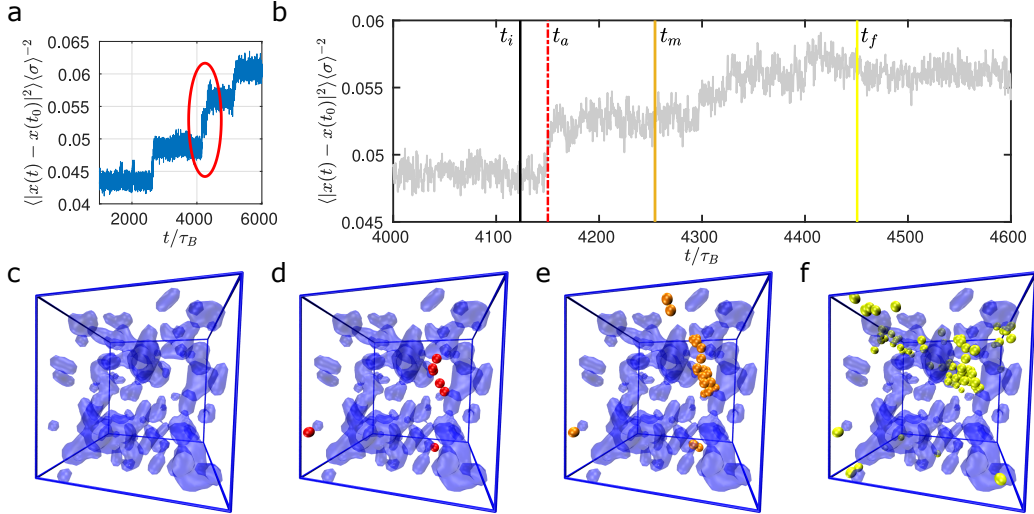 a
b
⟨|x(t) − x(t₀)|²⟩⟨σ⟩⁻²
0.065
0.06
0.055
0.05
0.045
0.04
2000
4000
6000
t/τ_B
⟨|x(t) − x(t₀)|²⟩⟨σ⟩⁻²
0.06
0.055
0.05
0.045
t_i
t_a
t_m
t_f
4000
4100
4200
4300
4400
4500
4600
t/τ_B
c
d
e
f